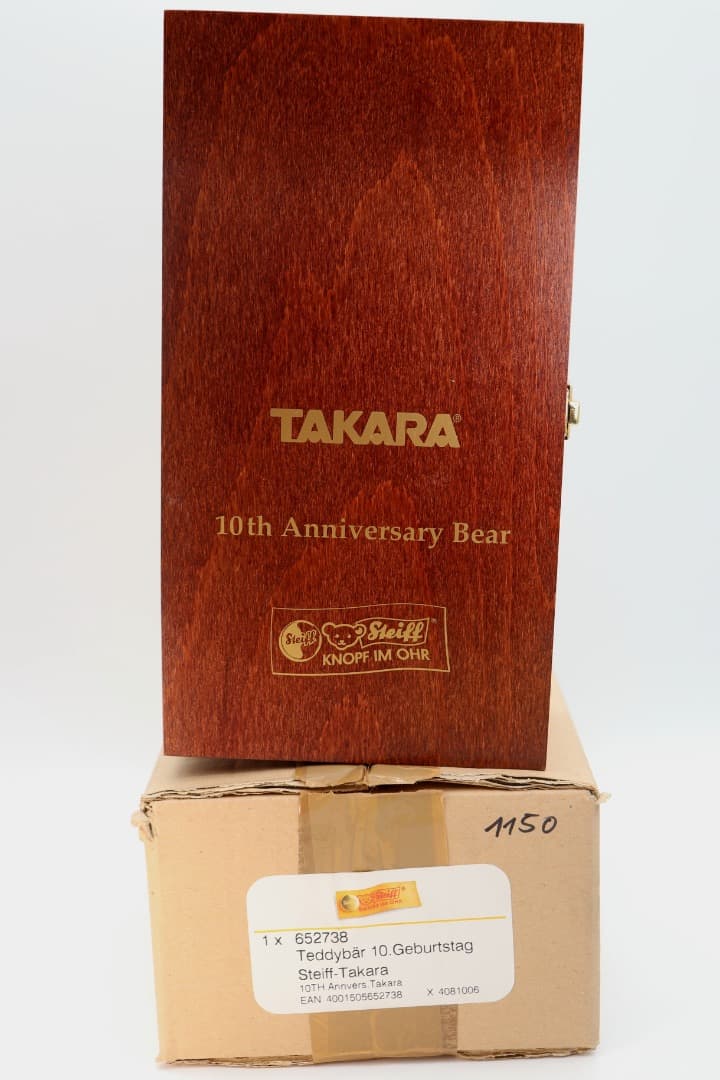 TAKARA®
10th Anniversary Bear
Steiff Steiff®
KNOPF IM OHR
1150
Steiff®
1 x 652738
Teddybär 10.Geburtstag
Steiff-Takara
10TH.Annvers.Takara
EAN 4001505652738 X 4081006